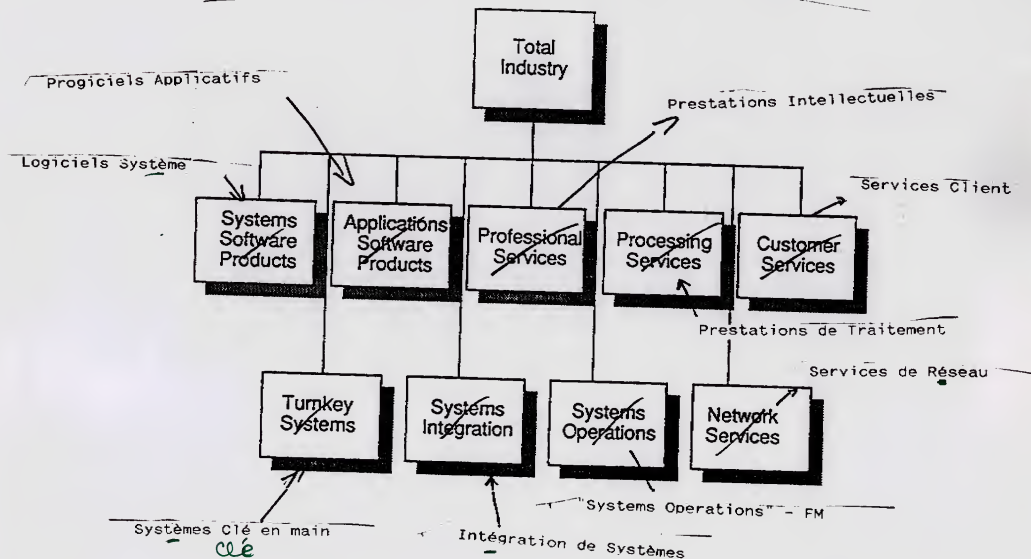 Total
Industry
Progiciels Applicatifs
Prestations Intellectuelles
Logiciels Système
Services Client
Systems
Software
Products
Applications
Software
Products
Professional
Services
Processing
Services
Customer
Services
Prestations de Traitement
Services de Réseau
Turnkey
Systems
Systems
Integration
Systems
Operations
Network
Services
"Systems Operations" - FM
Systèmes Clé en main
Clé
Intégration de Systèmes